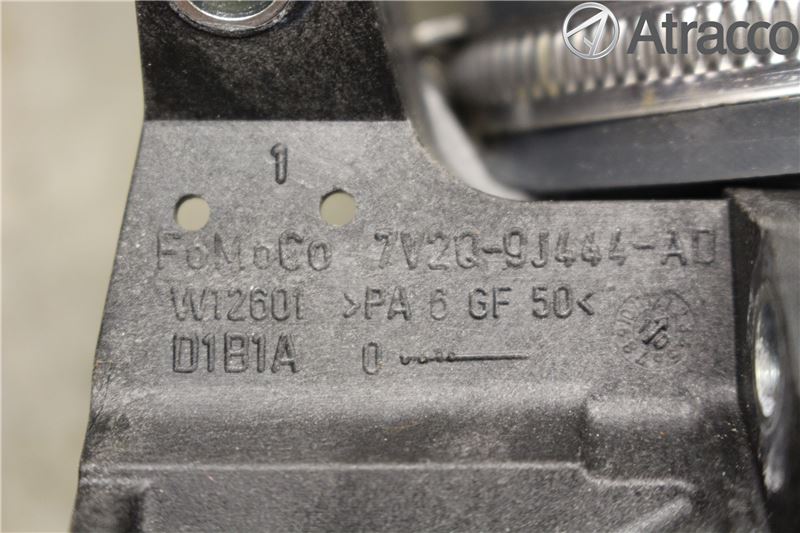 Atracco
1
FoMoCo 7V2Q-9J444-AD
W12601 >PA 6 GF 50<
D1B1A 0